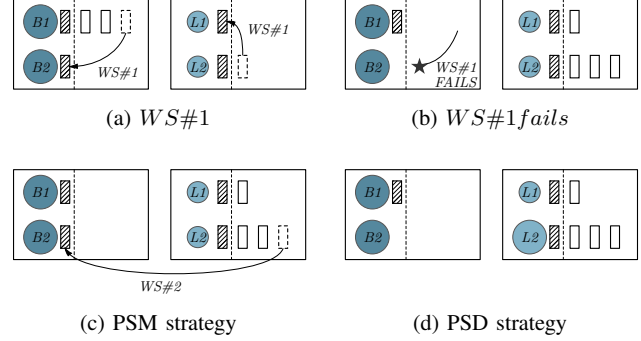 B1
L1
WS#1
B2
WS#1
L2
(a) WS#1
B1
L1
B2
WS#1
FAILS
L2
(b) WS#1fails
B1
L1
B2
L2
WS#2
(c) PSM strategy
B1
L1
B2
L2
(d) PSD strategy